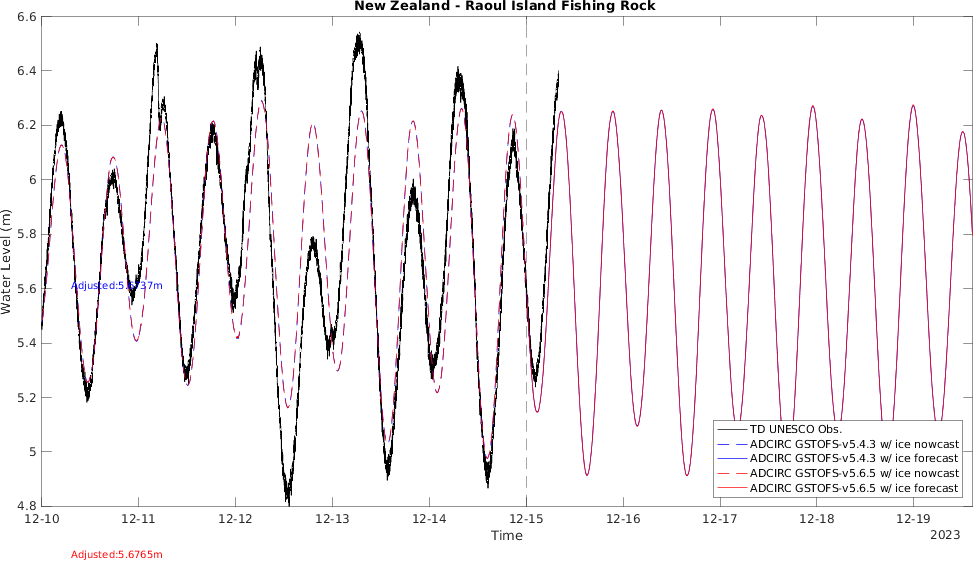 New Zealand - Raoul Island Fishing Rock
6.6
6.4
6.2
6
5.8
5.6
5.4
5.2
5
4.8
Water Level (m)
Adjusted:5.6737m
TD UNESCO Obs.
ADCIRC GSTOFS-v5.4.3 w/ ice nowcast
ADCIRC GSTOFS-v5.4.3 w/ ice forecast
ADCIRC GSTOFS-v5.6.5 w/ ice nowcast
ADCIRC GSTOFS-v5.6.5 w/ ice forecast
12-10 12-11 12-12 12-13 12-14 12-15 12-16 12-17 12-18 12-19
Time
2023
Adjusted:5.6765m